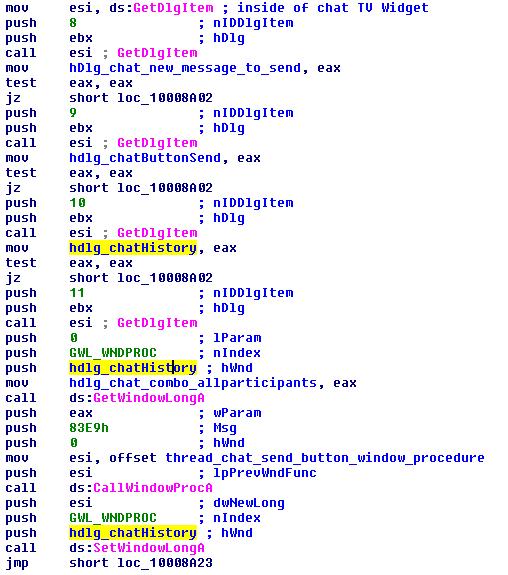 mov     esi, ds:GetDlgItem ; inside of chat TV Widget
push    8               ; nIDDlgItem
push    ebx             ; hDlg
call    esi ; GetDlgItem
mov     hDlg_chat_new_message_to_send, eax
test    eax, eax
jz      short loc_10008A02
push    9               ; nIDDlgItem
push    ebx             ; hDlg
call    esi ; GetDlgItem
mov     hdlg_chatButtonSend, eax
test    eax, eax
jz      short loc_10008A02
push    10              ; nIDDlgItem
push    ebx             ; hDlg
call    esi ; GetDlgItem
mov     hdlg_chatHistory, eax
test    eax, eax
jz      short loc_10008A02
push    11              ; nIDDlgItem
push    ebx             ; hDlg
call    esi ; GetDlgItem
push    0               ; lParam
push    GWL_WNDPROC     ; nIndex
push    hdlg_chatHistory ; hWnd
mov     hdlg_chat_combo_allparticipants, eax
call    ds:GetWindowLongA
push    eax             ; wParam
push    83E9h           ; Msg
push    0               ; hWnd
mov     esi, offset thread_chat_send_button_window_procedure
push    esi             ; lpPrevWndFunc
call    ds:CallWindowProcA
push    esi             ; dwNewLong
push    GWL_WNDPROC     ; nIndex
push    hdlg_chatHistory ; hWnd
call    ds:SetWindowLongA
jmp     short loc_10008A23